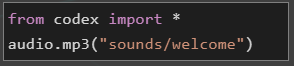 from codex import *
audio.mp3("sounds/welcome")